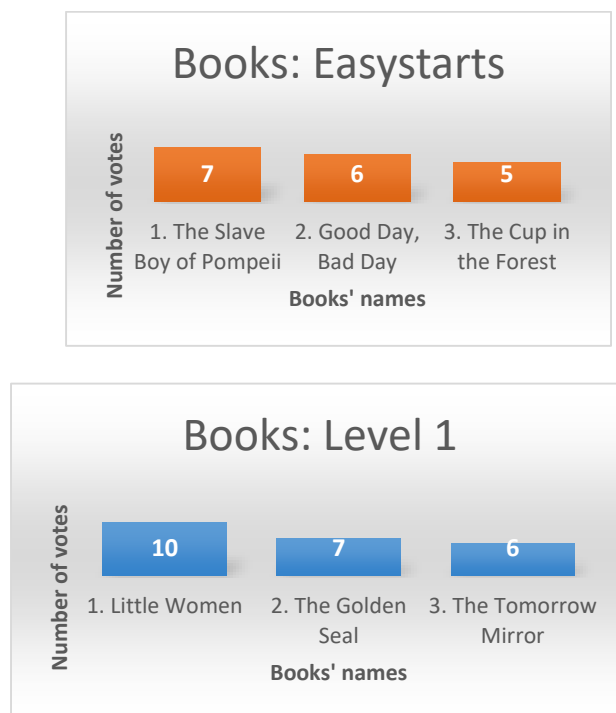 Books: Easystarts
Number of votes
7
6
5
1. The Slave
Boy of Pompeii
2. Good Day,
Bad Day
3. The Cup in
the Forest
Books' names
Books: Level 1
Number of votes
10
7
6
1. Little Women
2. The Golden
Seal
3. The Tomorrow
Mirror
Books' names